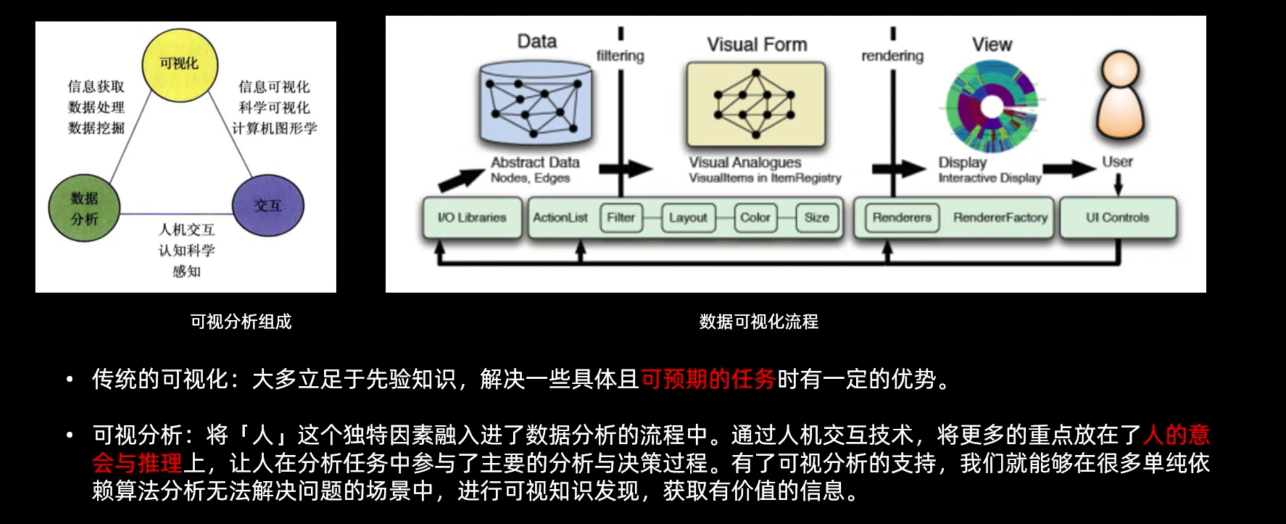 可视化
信息获取
数据处理
数据挖掘
信息可视化
科学可视化
计算机图形学
数据
分析
交互
人机交互
认知科学
感知
可视分析组成
Data
filtering
Visual Form
rendering
View
Abstract Data
Nodes, Edges
Visual Analogues
VisualItems in ItemRegistry
Display
Interactive Display
User
I/O Libraries
ActionList
Filter
Layout
Color
Size
Renderers
RendererFactory
UI Controls
数据可视化流程
• 传统的可视化：大多立足于先验知识，解决一些具体且可预期的任务时有一定的优势。
• 可视分析：将「人」这个独特因素融入进了数据分析的流程中。通过人机交互技术，将更多的重点放在了人的意
会与推理上，让人在分析任务中参与了主要的分析与决策过程。有了可视分析的支持，我们就能够在很多单纯依
赖算法分析无法解决问题的场景中，进行可视知识发现，获取有价值的信息。